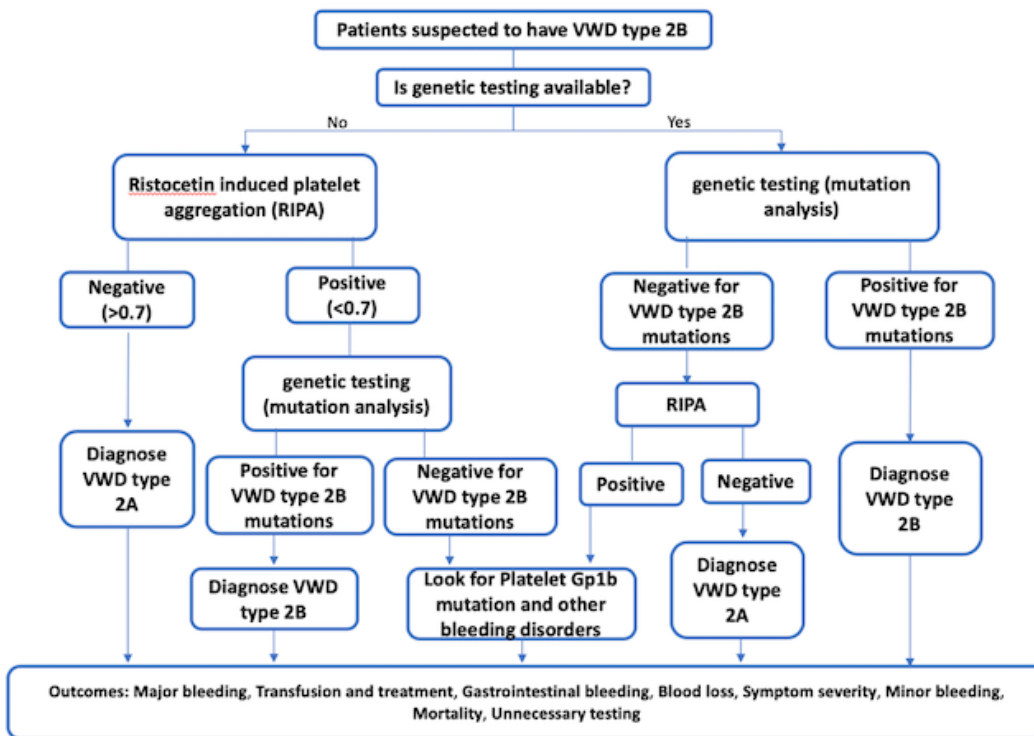 Patients suspected to have VWD type 2B
Is genetic testing available?
No
Yes
Ristocetin induced platelet
aggregation (RIPA)
genetic testing (mutation
analysis)
Negative
(>0.7)
Positive
(<0.7)
Negative for
VWD type 2B
mutations
Positive for
VWD type 2B
mutations
genetic testing
(mutation analysis)
RIPA
Diagnose
VWD type
2A
Positive for
VWD type 2B
mutations
Negative for
VWD type 2B
mutations
Positive
Negative
Diagnose
VWD type
2B
Diagnose VWD
type 2B
Look for Platelet Gp1b
mutation and other
bleeding disorders
Diagnose
VWD type
2A
Outcomes: Major bleeding, Transfusion and treatment, Gastrointestinal bleeding, Blood loss, Symptom severity, Minor bleeding,
Mortality, Unnecessary testing